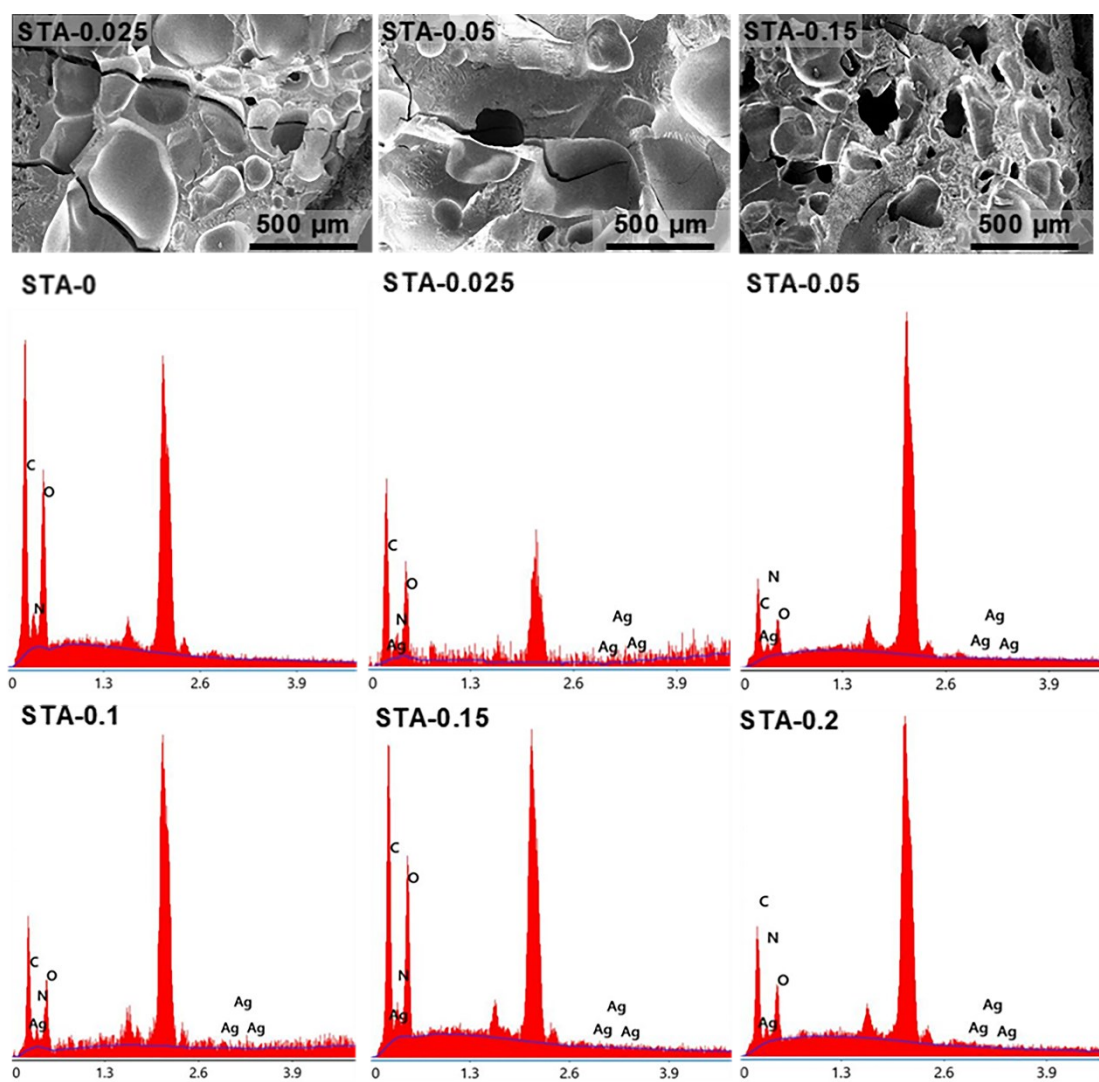 STA-0.025 STA-0.05 STA-0.15
500 µm 500 µm 500 µm
STA-0 STA-0.025 STA-0.05
C
O
N
0 1.3 2.6 3.9
C
O
N
Ag
Ag
Ag Ag
0 1.3 2.6 3.9
N
C
O
Ag
Ag
Ag Ag
0 1.3 2.6 3.9
STA-0.1 STA-0.15 STA-0.2
C
O
N
Ag
Ag
Ag Ag
0 1.3 2.6 3.9
C
O
N
Ag
Ag
Ag Ag
0 1.3 2.6 3.9
C
N
O
Ag
Ag
Ag Ag
0 1.3 2.6 3.9